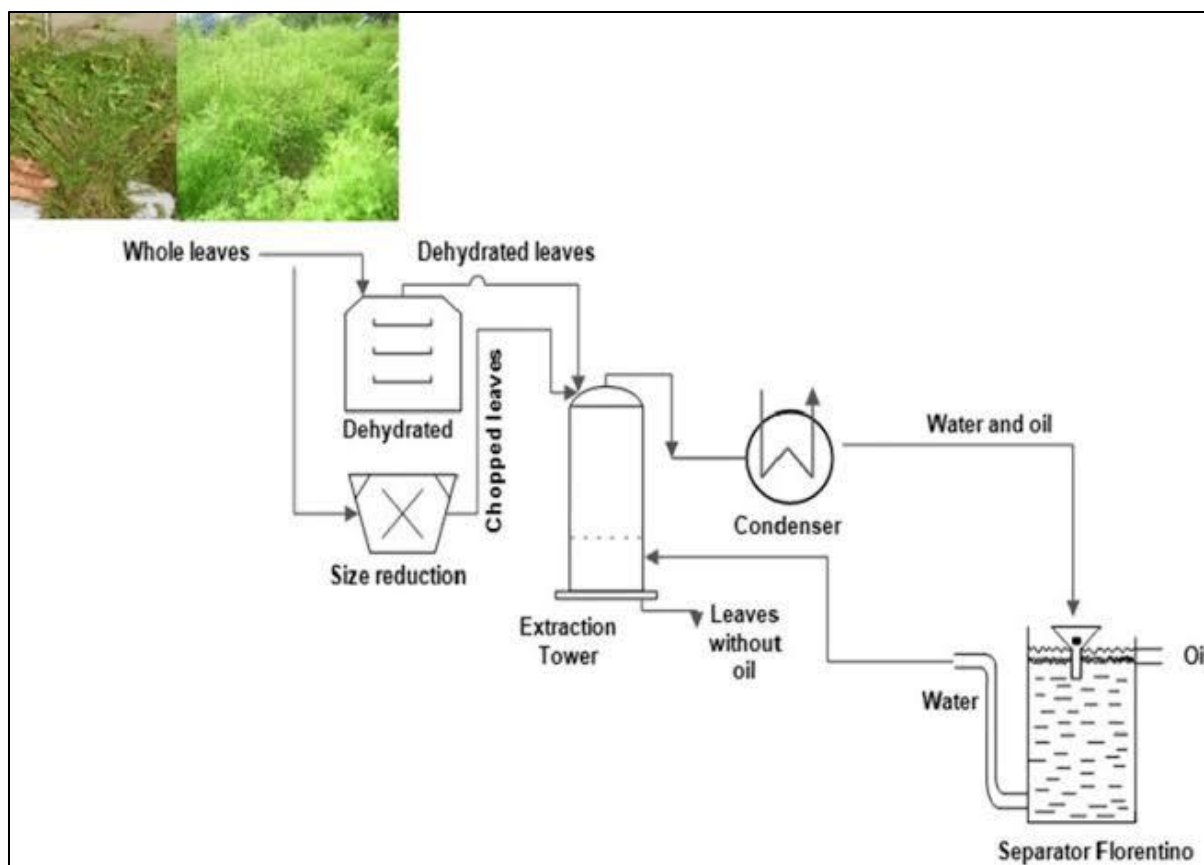 Whole leaves
Dehydrated leaves
Dehydrated
Chopped leaves
Size reduction
Extraction
Tower
Condenser
Water and oil
Leaves
without
oil
Water
Oi
Separator Florentino